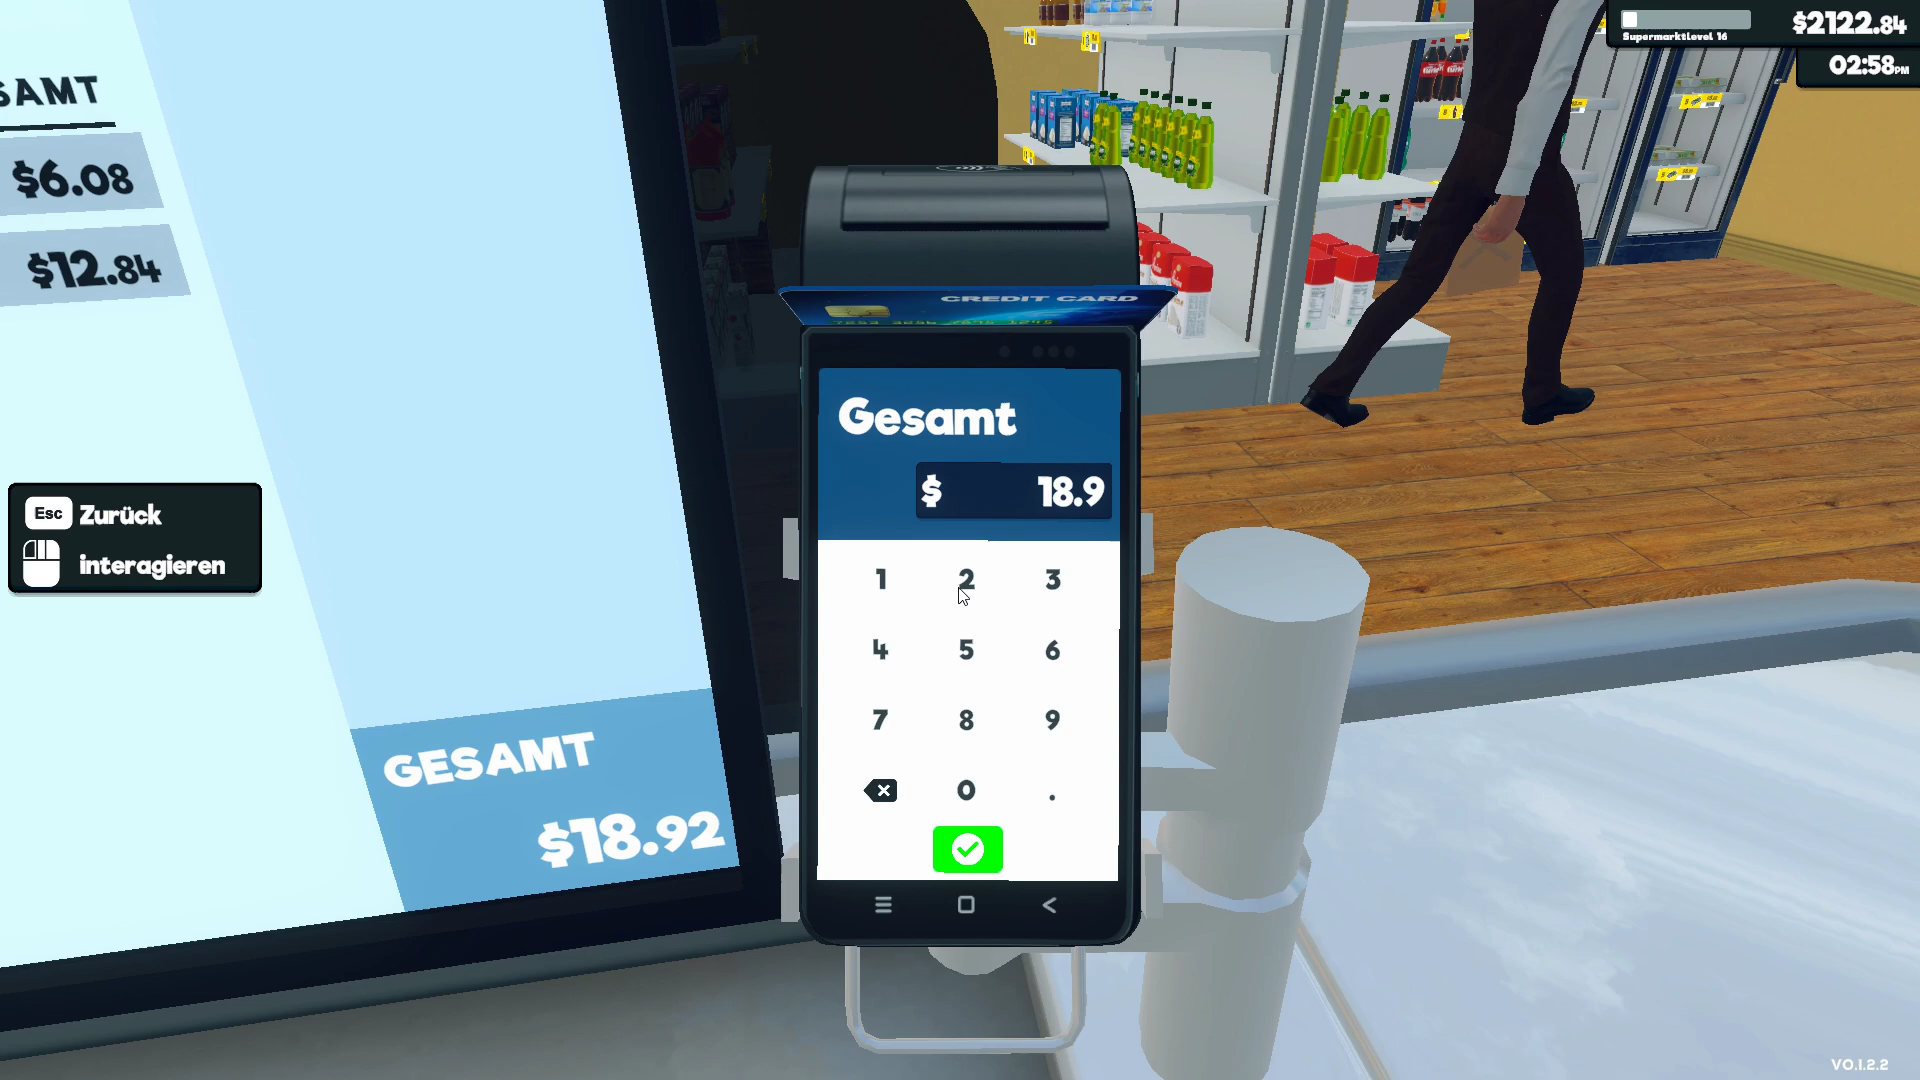 SAMT
$6.08
$12.84
GESAMT
$18.92
Esc Zurück
interagieren
CREDIT CARD
Gesamt
$ 18.9
1 2 3
4 5 6
7 8 9
0 .
Supermarktlevel 16
$2122.84
02:58PM
V0.1.2.2